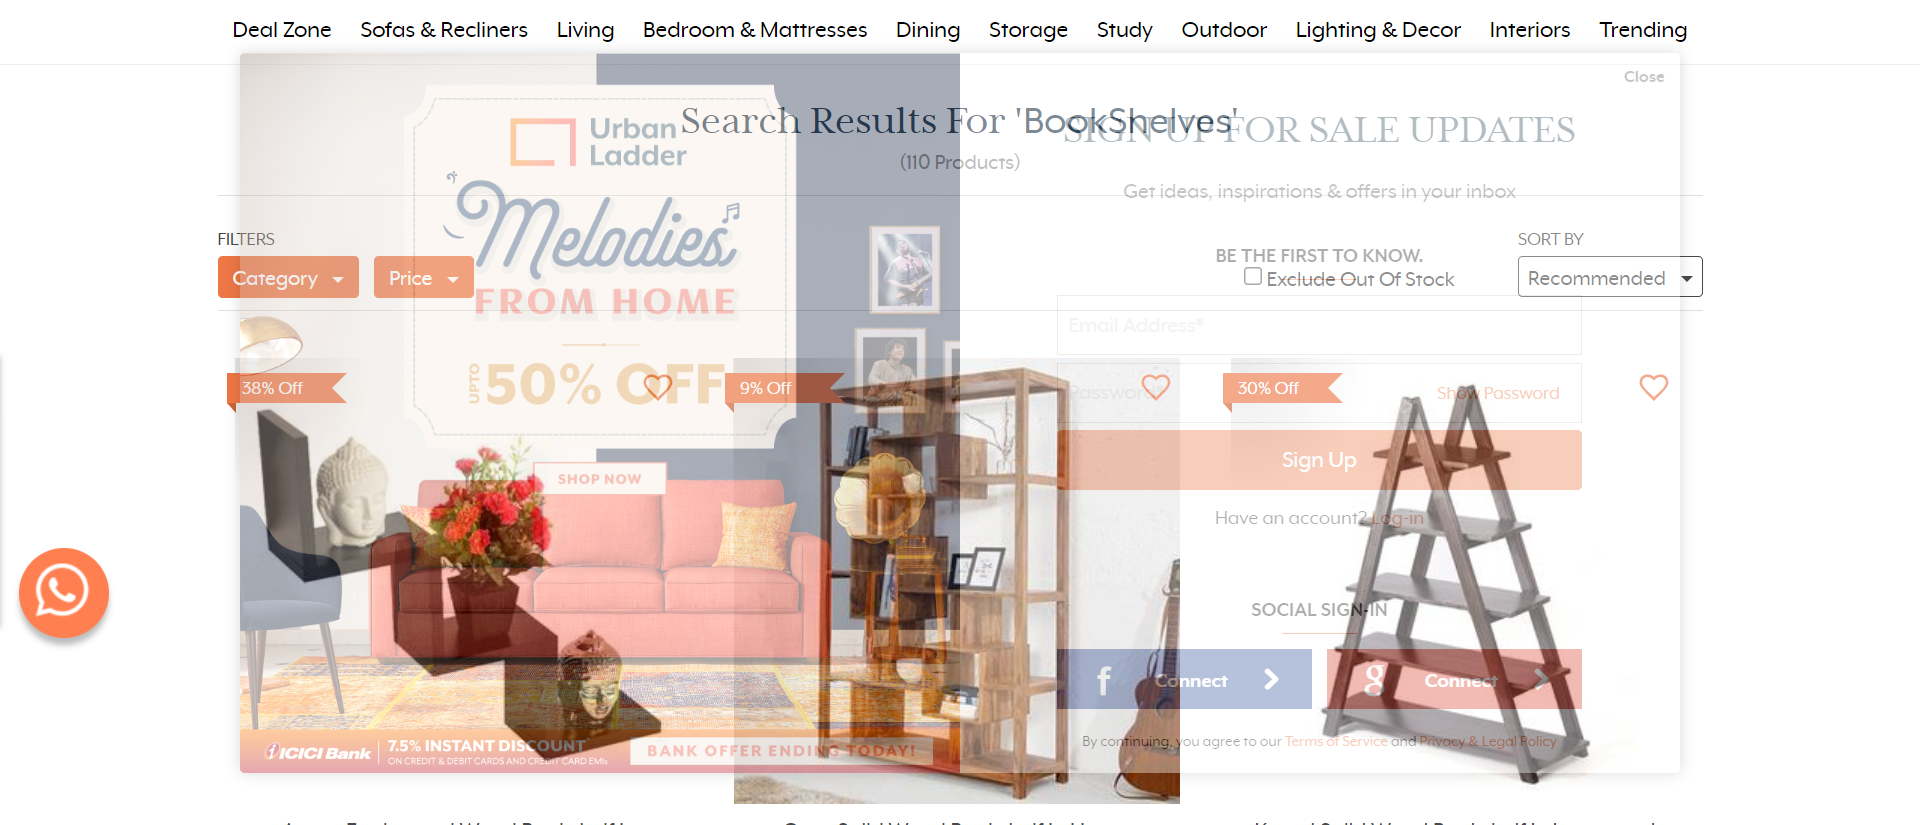 Deal Zone Sofas & Recliners Living Bedroom & Mattresses Dining Storage Study Outdoor Lighting & Decor Interiors Trending
Close
Search Results For 'BookShelves'
(110 Products)
SIGN UP FOR SALE UPDATES
Get ideas, inspirations & offers in your inbox
Urban
Ladder
Melodies
FROM HOME
UPTO
50% OFF
SHOP NOW
FILTERS
Category
Price
BE THE FIRST TO KNOW.
Exclude Out Of Stock
SORT BY
Recommended
Email Address*
38% Off
9% Off
30% Off
Password
Show Password
Sign Up
Have an account? Log-in
SOCIAL SIGN-IN
f Connect
g Connect
By continuing, you agree to our Terms of Service and Privacy & Legal Policy
ICICI Bank
7.5% INSTANT DISCOUNT
ON CREDIT & DEBIT CARDS AND CREDIT CARD EMIs
BANK OFFER ENDING TODAY!